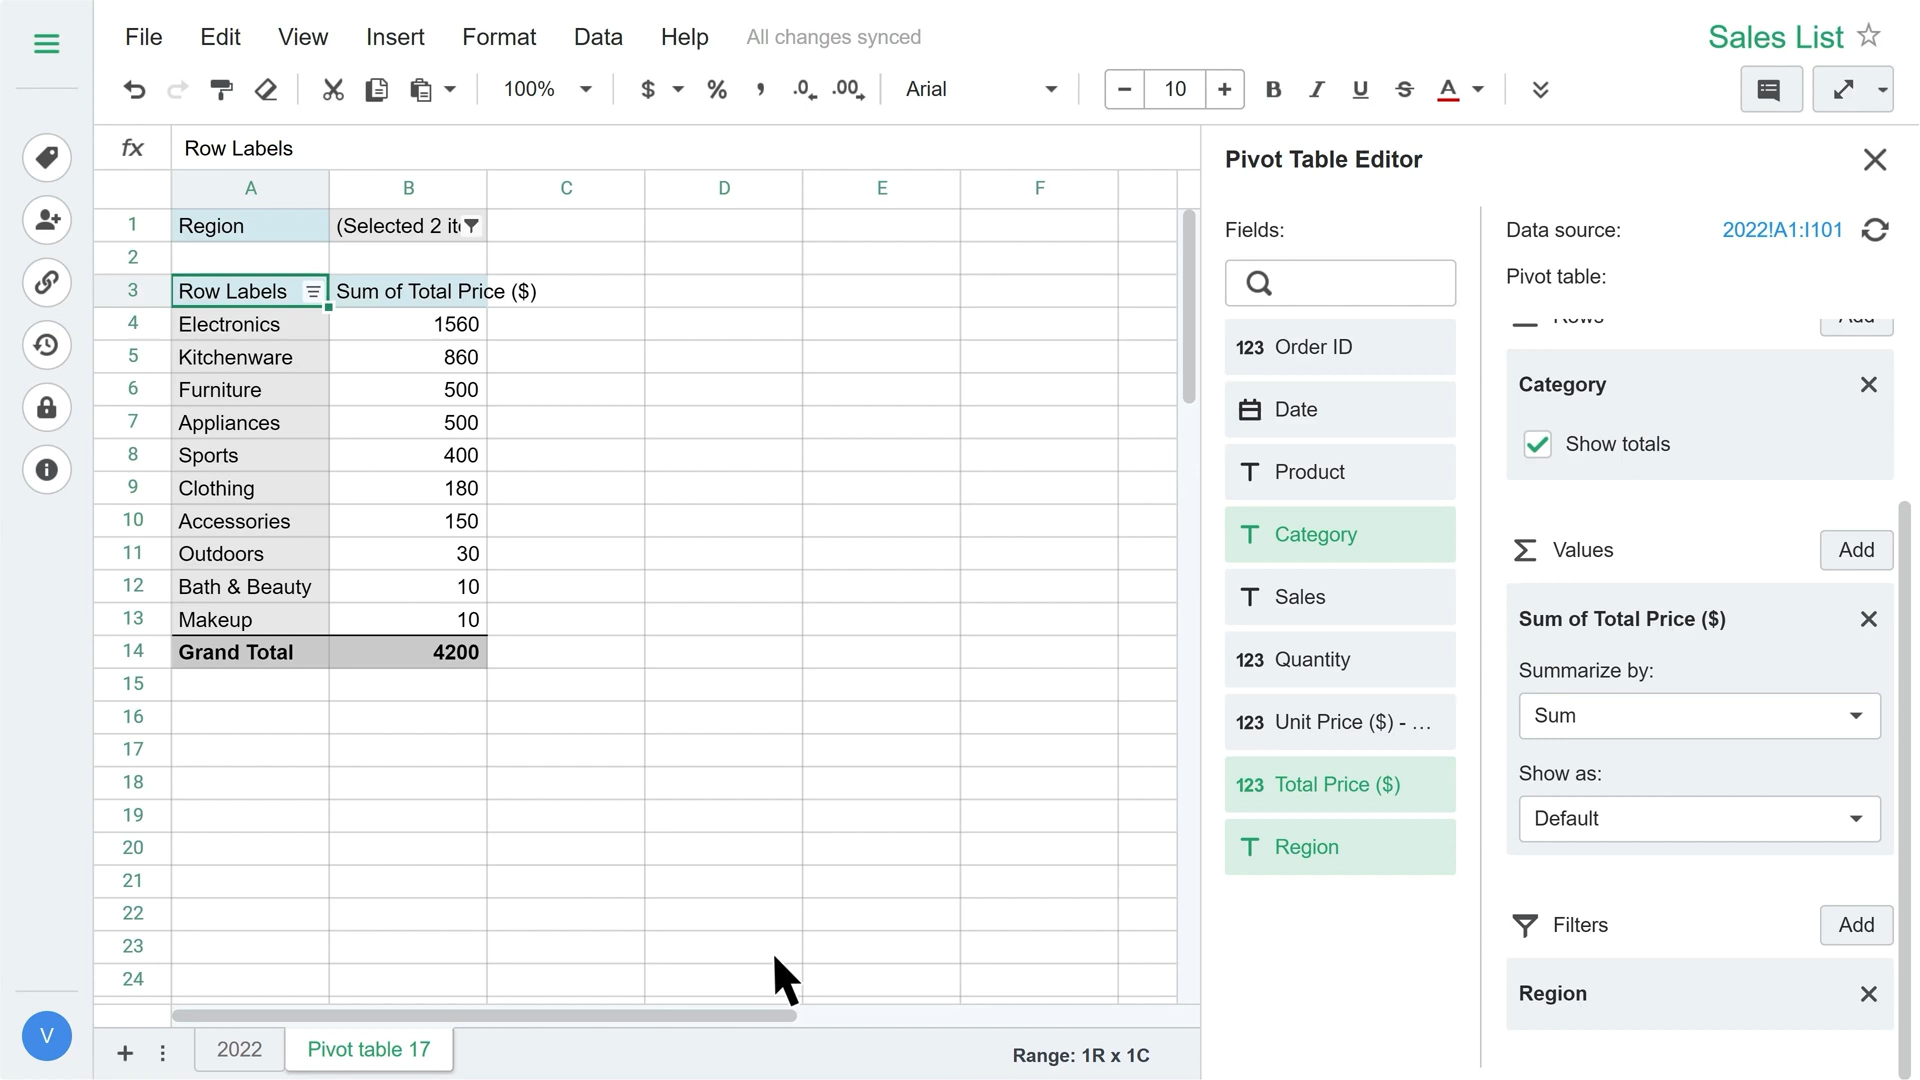 File Edit View Insert Format Data Help All changes synced
Sales List
100% $ % , .0 .00 Arial 10 B I U S A
fx Row Labels
A B C D E F
1 Region (Selected 2 it
2
3 Row Labels Sum of Total Price ($)
4 Electronics 1560
5 Kitchenware 860
6 Furniture 500
7 Appliances 500
8 Sports 400
9 Clothing 180
10 Accessories 150
11 Outdoors 30
12 Bath & Beauty 10
13 Makeup 10
14 Grand Total 4200
15
16
17
18
19
20
21
22
23
24
V
2022 Pivot table 17
Range: 1R x 1C
Pivot Table Editor
Fields:
123 Order ID
Date
T Product
T Category
T Sales
123 Quantity
123 Unit Price ($) - ...
123 Total Price ($)
T Region
Data source: 2022!A1:I101
Pivot table:
Rows Add
Category
Show totals
Σ Values Add
Sum of Total Price ($)
Summarize by:
Sum
Show as:
Default
Filters Add
Region